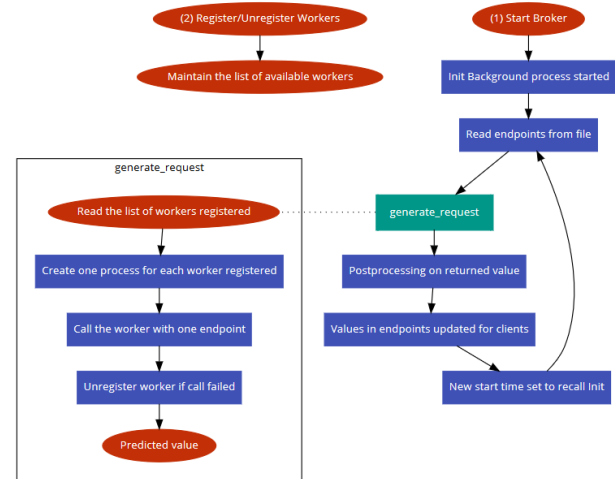 (2) Register/Unregister Workers
(1) Start Broker
Maintain the list of available workers
Init Background process started
Read endpoints from file
generate_request
Read the list of workers registered
generate_request
Create one process for each worker registered
Postprocessing on returned value
Call the worker with one endpoint
Values in endpoints updated for clients
Unregister worker if call failed
New start time set to recall Init
Predicted value